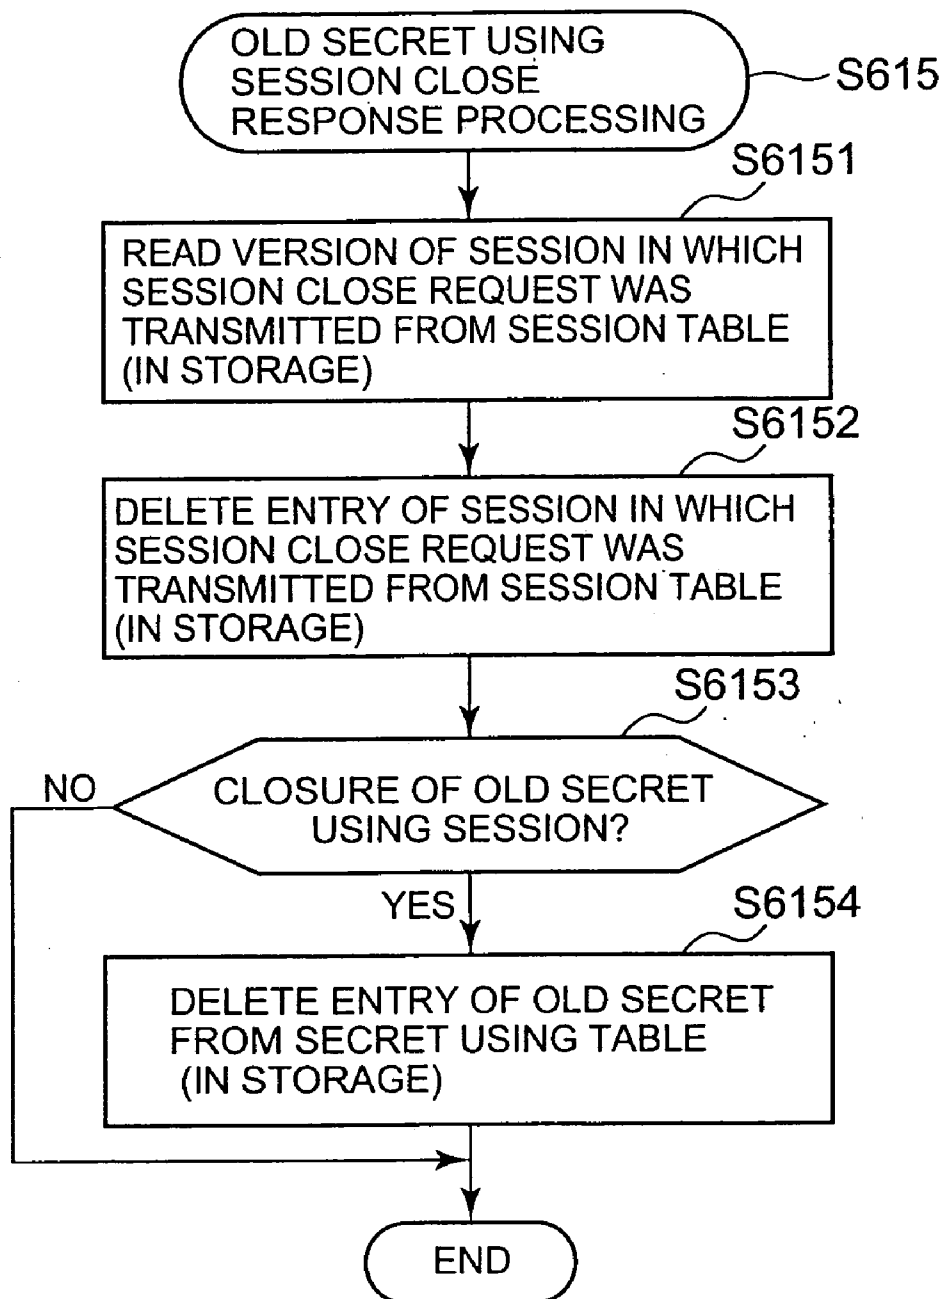 OLD SECRET USING
SESSION CLOSE
RESPONSE PROCESSING
S615
S6151
READ VERSION OF SESSION IN WHICH
SESSION CLOSE REQUEST WAS
TRANSMITTED FROM SESSION TABLE
(IN STORAGE)
S6152
DELETE ENTRY OF SESSION IN WHICH
SESSION CLOSE REQUEST WAS
TRANSMITTED FROM SESSION TABLE
(IN STORAGE)
S6153
NO
CLOSURE OF OLD SECRET
USING SESSION?
YES
S6154
DELETE ENTRY OF OLD SECRET
FROM SECRET USING TABLE
(IN STORAGE)
END